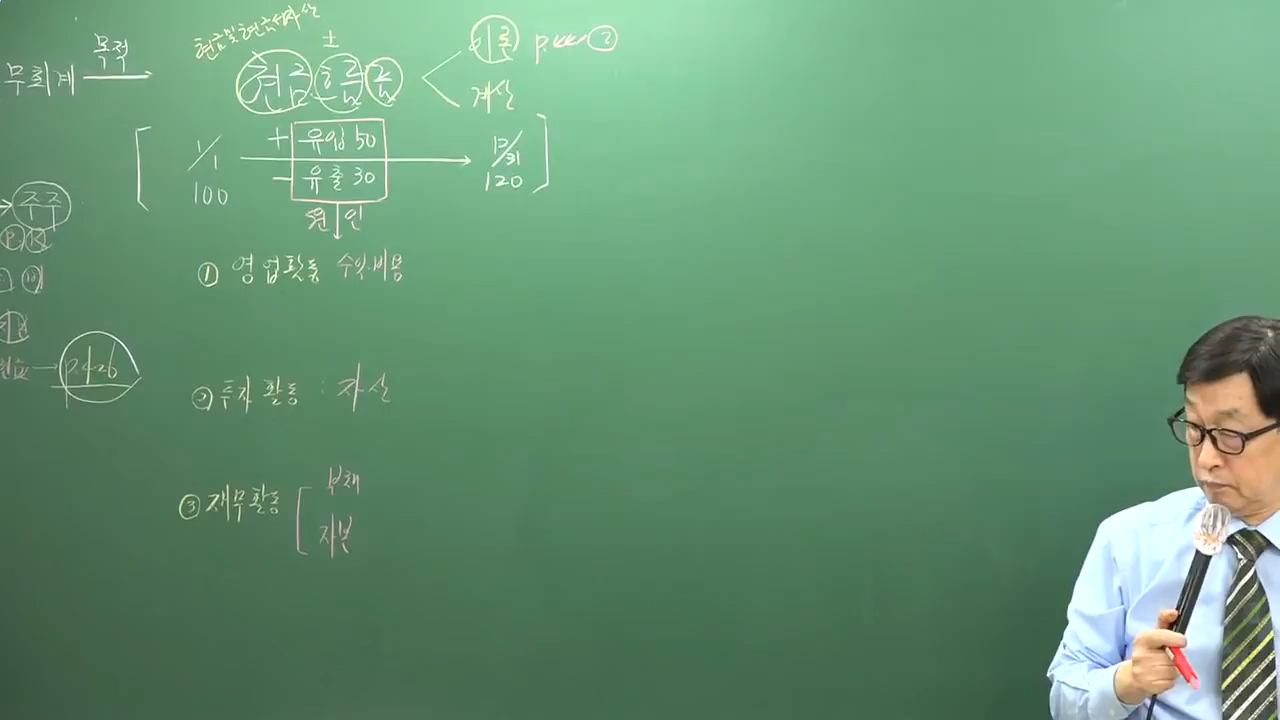 현금및현금성자산
목적
무회계
±
현금흐름표
이론
계산
1/1
+ 유입 50
12/31
100
- 유출 30
120
원인
주주
① 영업활동 수익·비용
② 투자활동 : 자산
③ 재무활동
부채
자본